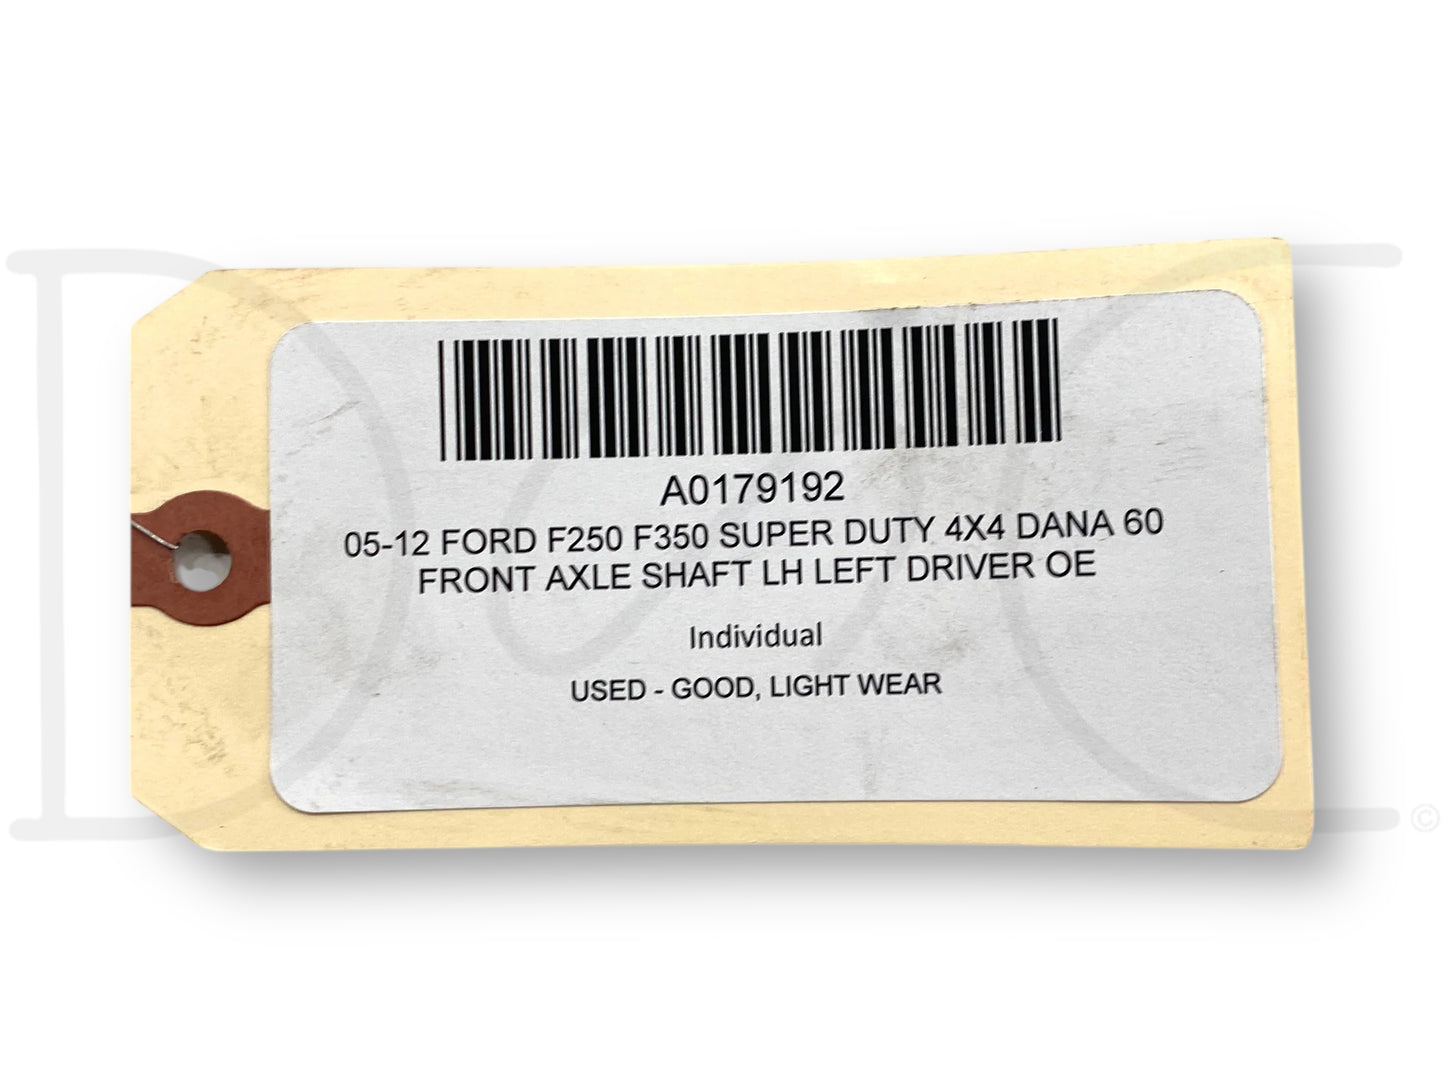 A0179192
05-12 FORD F250 F350 SUPER DUTY 4X4 DANA 60
FRONT AXLE SHAFT LH LEFT DRIVER OE
Individual
USED - GOOD, LIGHT WEAR
©